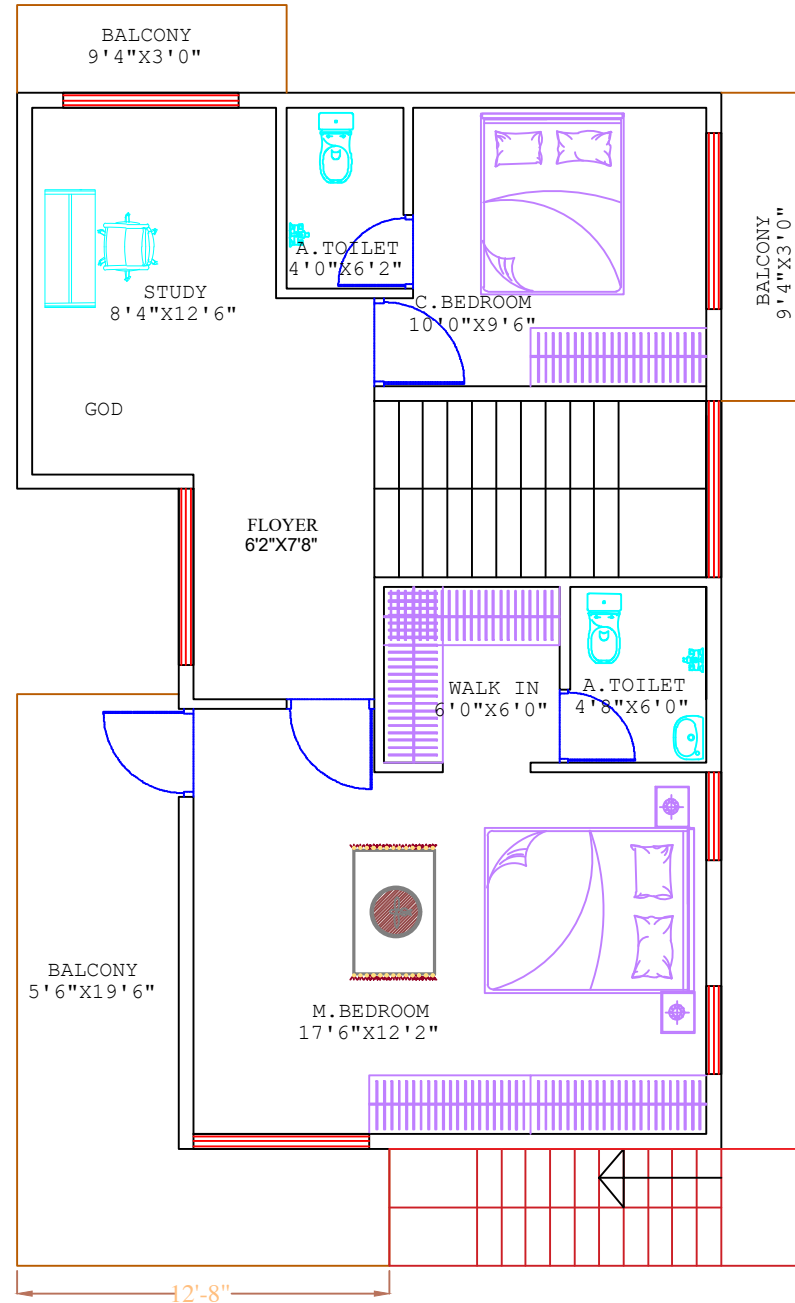 BALCONY
9'4"X3'0"
BALCONY
9'4"X3'0"
A.TOILET
4'0"X6'2"
STUDY
8'4"X12'6"
C.BEDROOM
10'0"X9'6"
GOD
FLOYER
6'2"X7'8"
WALK IN
6'0"X6'0"
A.TOILET
4'8"X6'0"
BALCONY
5'6"X19'6"
M.BEDROOM
17'6"X12'2"
12'-8"